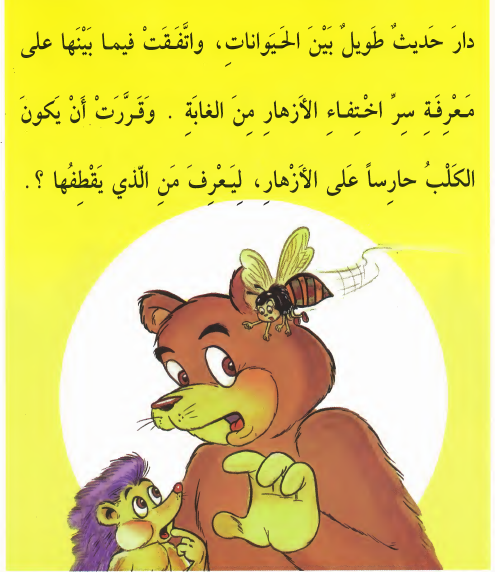 دارَ حَديثٌ طَويلٌ بَيْنَ الحَيَواناتِ، واتَّفَقَتْ فيما بَيْنَها على
مَعْرِفَةِ سِرِّ اخْتِفاءِ الأَزهارِ مِنَ الغابَةِ . وَقَرَّرَتْ أَنْ يَكونَ
الكَلْبُ حارِساً عَلى الأَزْهارِ، لِيَعْرِفَ مَنِ الّذي يَقْطِفُها ؟.